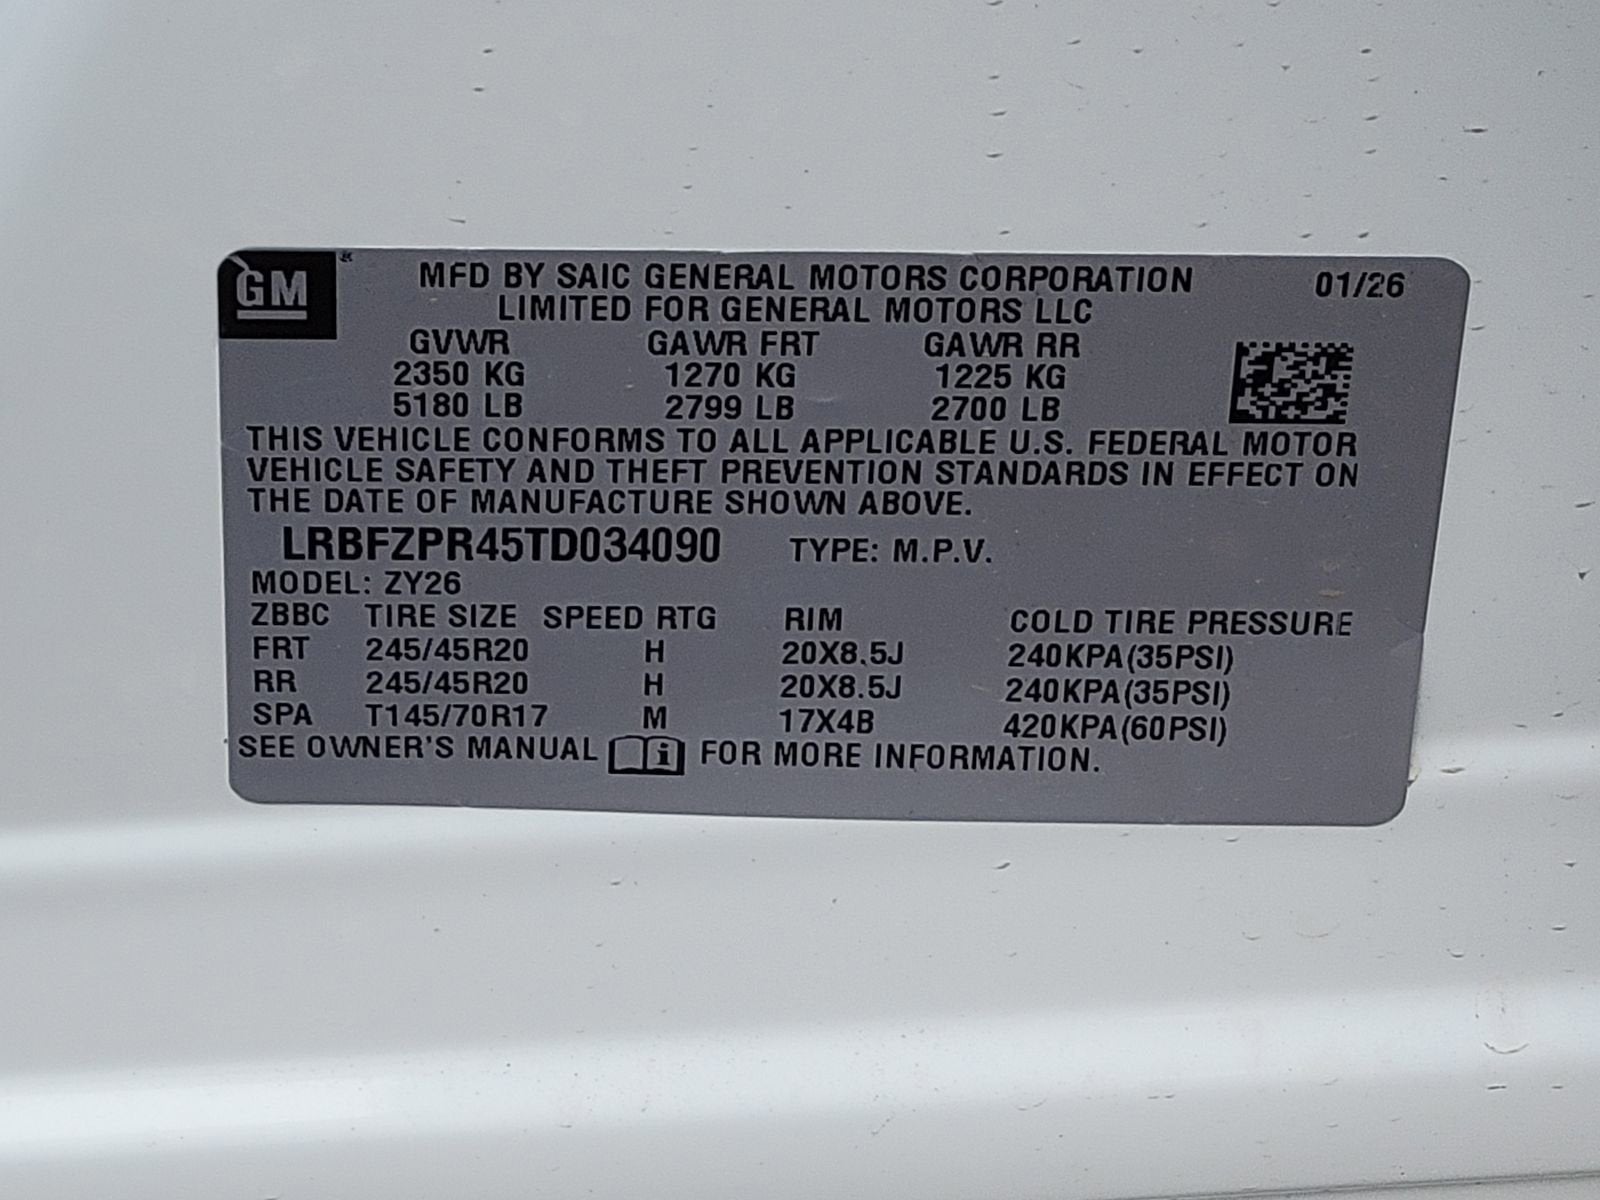 GM
MFD BY SAIC GENERAL MOTORS CORPORATION 01/26
LIMITED FOR GENERAL MOTORS LLC
GVWR GAWR FRT GAWR RR
2350 KG 1270 KG 1225 KG
5180 LB 2799 LB 2700 LB
THIS VEHICLE CONFORMS TO ALL APPLICABLE U.S. FEDERAL MOTOR
VEHICLE SAFETY AND THEFT PREVENTION STANDARDS IN EFFECT ON
THE DATE OF MANUFACTURE SHOWN ABOVE.
LRBFZPR45TD034090 TYPE: M.P.V.
MODEL: ZY26
ZBBC TIRE SIZE SPEED RTG RIM COLD TIRE PRESSURE
FRT 245/45R20 H 20X8.5J 240KPA(35PSI)
RR 245/45R20 H 20X8.5J 240KPA(35PSI)
SPA T145/70R17 M 17X4B 420KPA(60PSI)
SEE OWNER'S MANUAL i FOR MORE INFORMATION.